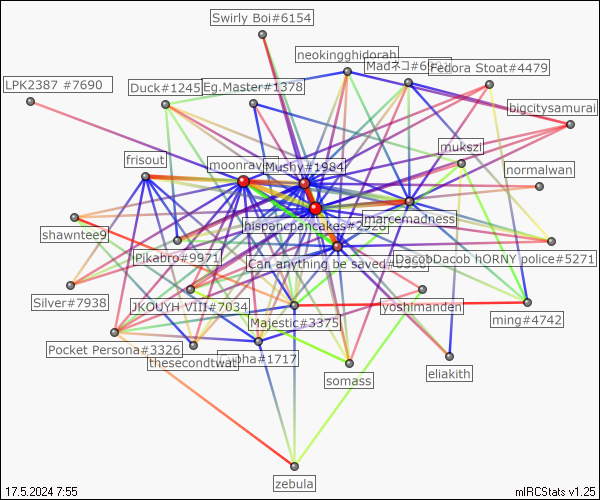 Swirly Boi#6154
neokingghidorah
Madネコ#6
Fedora Stoat#4479
LPK2387 #7690
Duck#1245
Eg.Master#1378
bigcitysamurai
mukszi
frisout
moonrav
Mushy#1984
normalwan
marcemadness
shawntee9
hispancpancakes#2928
Pikabro#9971
Can anything be saved#
DacobDacob hORNY police#5271
Silver#7938
JKOUYH VIII#7034
yoshimanden
ming#4742
Majestic#3375
Pocket Persona#3326
thesecondtwat
#1717
eliakith
somass
zebula
17.5.2024 7:55
mIRCStats v1.25